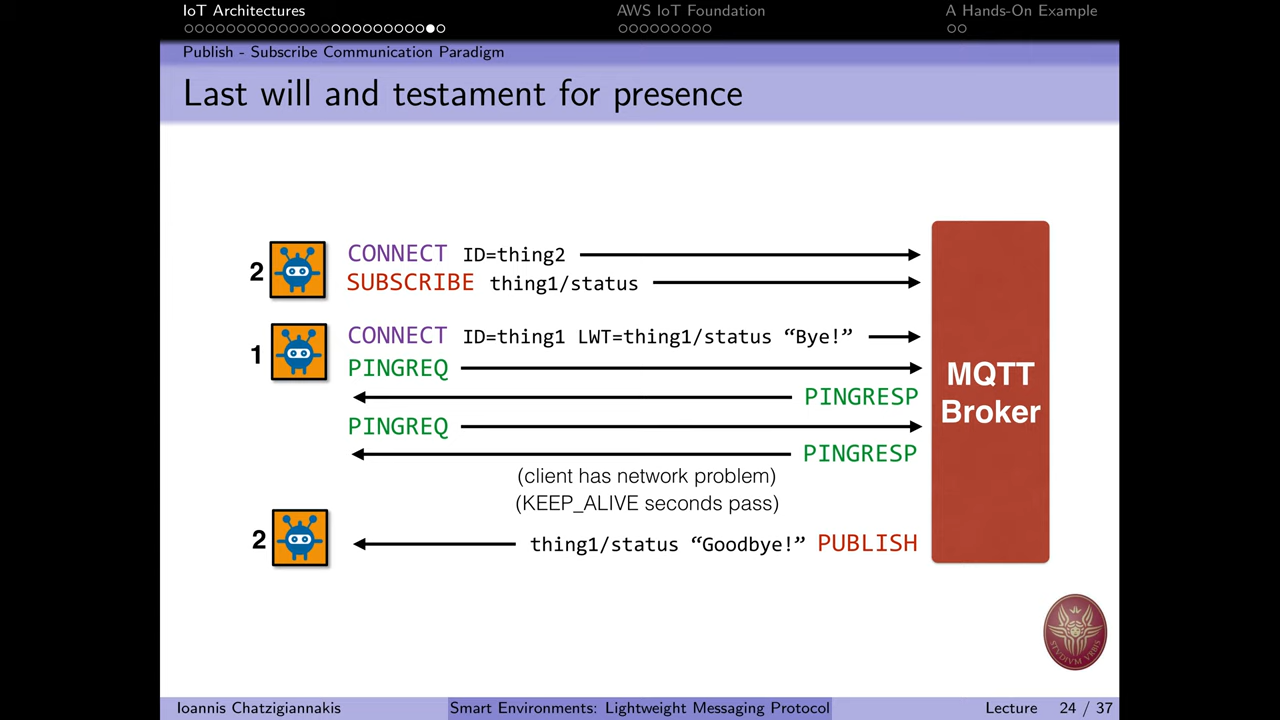 IoT Architectures AWS IoT Foundation A Hands-On Example
Publish - Subscribe Communication Paradigm
Last will and testament for presence
2 CONNECT ID=thing2
SUBSCRIBE thing1/status
1 CONNECT ID=thing1 LWT=thing1/status “Bye!”
PINGREQ
PINGRESP
PINGREQ
PINGRESP
MQTT
Broker
(client has network problem)
(KEEP_ALIVE seconds pass)
2 thing1/status “Goodbye!” PUBLISH
STVDIVM VRBIS
Ioannis Chatzigiannakis Smart Environments: Lightweight Messaging Protocol Lecture 24 / 37